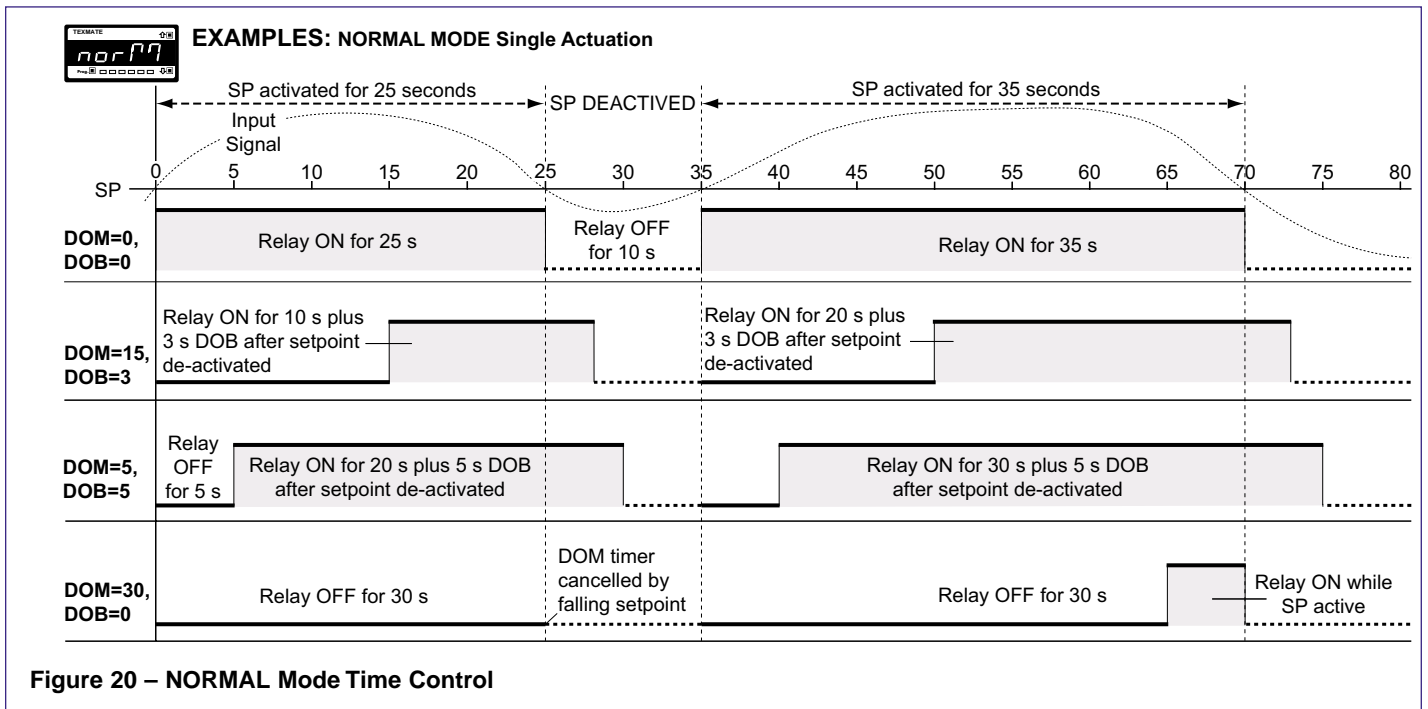 TEXMATE
norM
Prog.
EXAMPLES: NORMAL MODE Single Actuation
SP activated for 25 seconds
SP DEACTIVED
SP activated for 35 seconds
Input
Signal
0 5 10 15 20 25 30 35 40 45 50 55 60 65 70 75 80
SP
DOM=0,
DOB=0
Relay ON for 25 s
Relay OFF
for 10 s
Relay ON for 35 s
DOM=15,
DOB=3
Relay ON for 10 s plus
3 s DOB after setpoint
de-activated
Relay ON for 20 s plus
3 s DOB after setpoint
de-activated
DOM=5,
DOB=5
Relay
OFF
for 5 s
Relay ON for 20 s plus 5 s DOB
after setpoint de-activated
Relay ON for 30 s plus 5 s DOB
after setpoint de-activated
DOM=30,
DOB=0
Relay OFF for 30 s
DOM timer
cancelled by
falling setpoint
Relay OFF for 30 s
Relay ON while
SP active
Figure 20 – NORMAL Mode Time Control